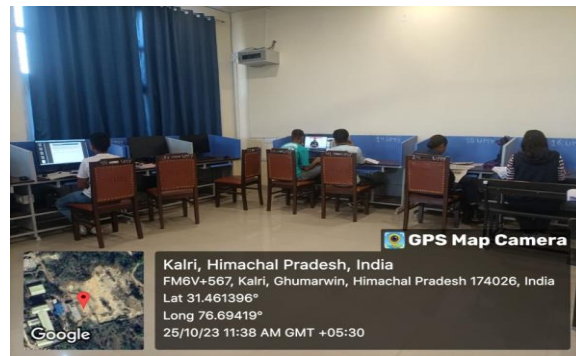 GPS Map Camera
Kalri, Himachal Pradesh, India
FM6V+567, Kalri, Ghumarwin, Himachal Pradesh 174026, India
Lat 31.461396°
Long 76.69419°
25/10/23 11:38 AM GMT +05:30
Google